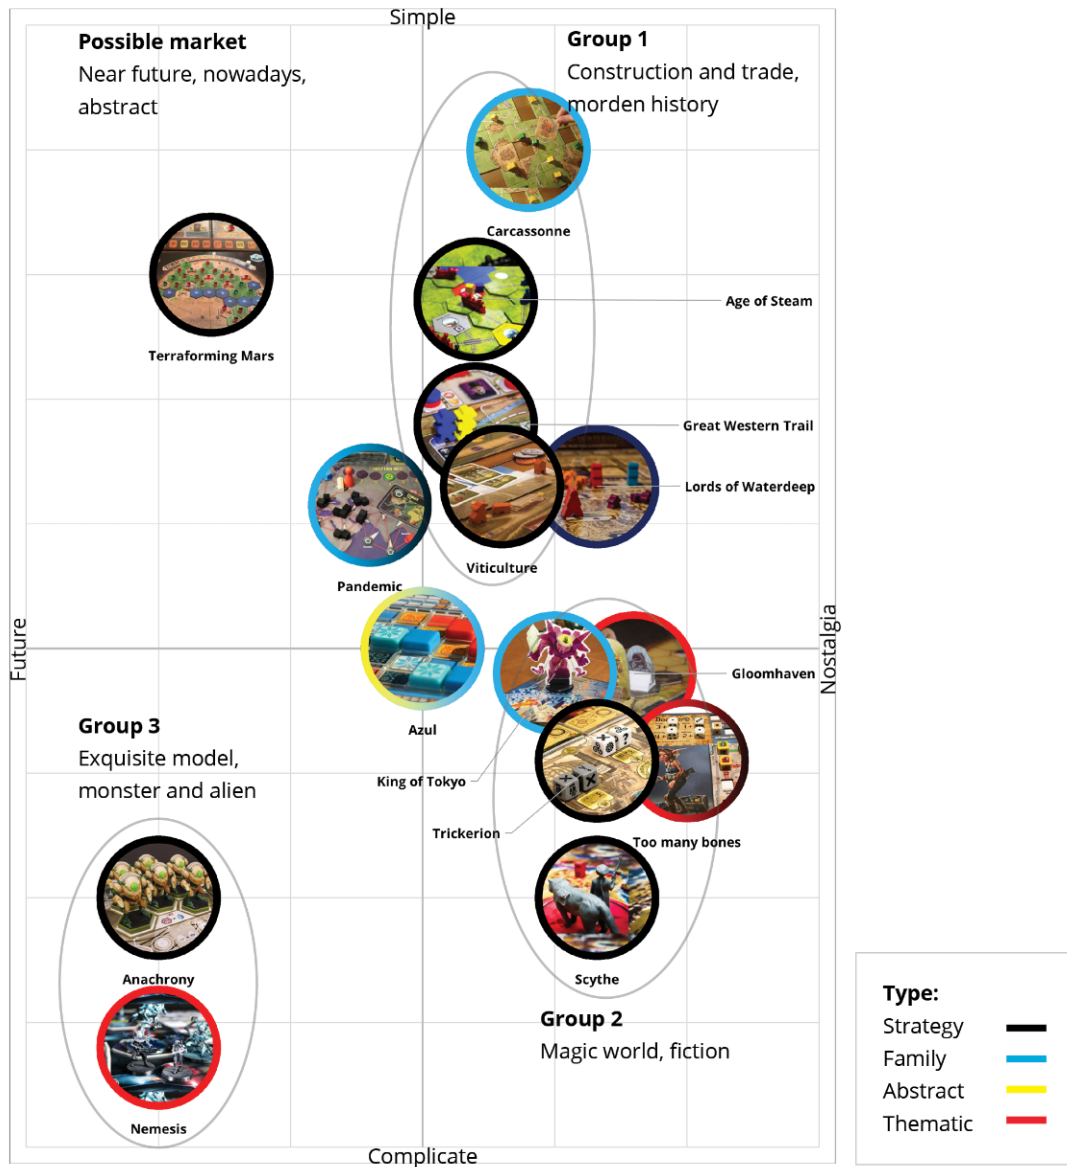 Simple
Possible market
Near future, nowadays,
abstract
Group 1
Construction and trade,
morden history
Carcassonne
Age of Steam
Terraforming Mars
Great Western Trail
Lords of Waterdeep
Viticulture
Pandemic
Future
Nostalgia
Gloomhaven
Azul
Group 3
Exquisite model,
monster and alien
King of Tokyo
Trickerion
Too many bones
Anachrony
Scythe
Group 2
Magic world, fiction
Nemesis
Complicate
Type:
Strategy
Family
Abstract
Thematic